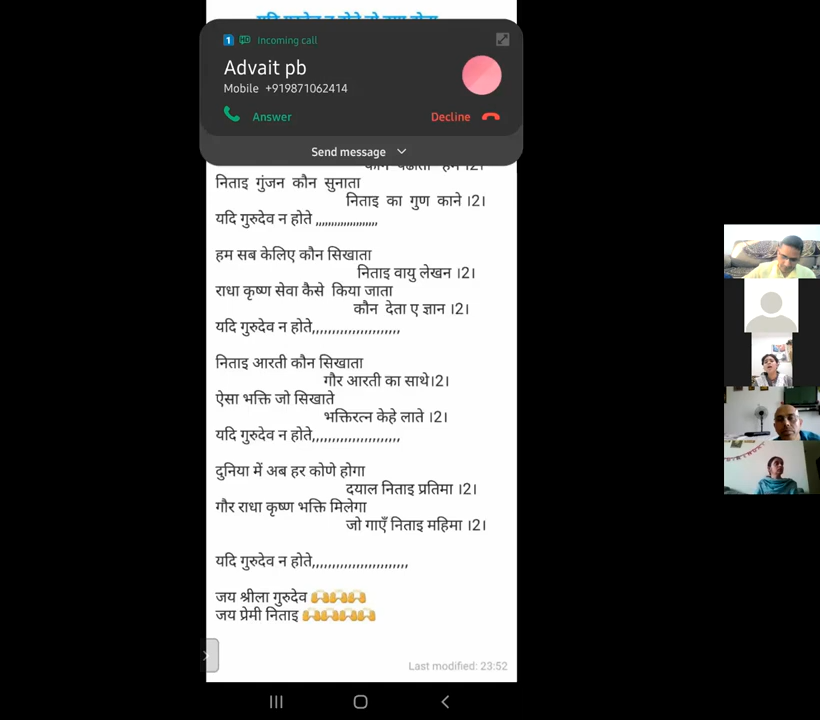 1 HD Incoming call
Advait pb
Mobile +919871062414
Answer
Decline
Send message
निताइ गुंजन कौन सुनाता
निताइ का गुण काने ।2।
यदि गुरुदेव न होते ,,,,,,,,,,,,,,,,,,,,
हम सब केलिए कौन सिखाता
निताइ वायु लेखन ।2।
राधा कृष्ण सेवा कैसे किया जाता
कौन देता ए ज्ञान ।2।
यदि गुरुदेव न होते,,,,,,,,,,,,,,,,,,,,,,
निताइ आरती कौन सिखाता
गौर आरती का साथे।2।
ऐसा भक्ति जो सिखाते
भक्तिरत्न केहे लाते ।2।
यदि गुरुदेव न होते,,,,,,,,,,,,,,,,,,,,,,
दुनिया में अब हर कोणे होगा
दयाल निताइ प्रतिमा ।2।
गौर राधा कृष्ण भक्ति मिलेगा
जो गाएँ निताइ महिमा ।2।
यदि गुरुदेव न होते,,,,,,,,,,,,,,,,,,,,,,,,
जय श्रीला गुरुदेव 🙌🙌🙌
जय प्रेमी निताइ 🙌🙌🙌🙌
Last modified: 23:52